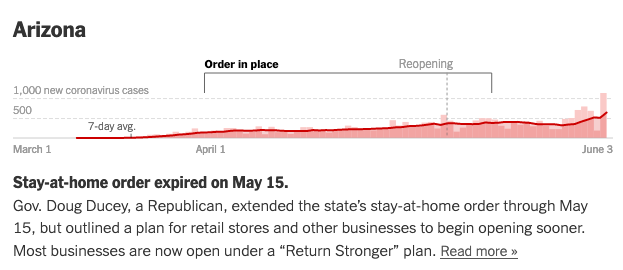 Arizona
Order in place
Reopening
1,000 new coronavirus cases
500
7-day avg.
March 1
April 1
June 3
Stay-at-home order expired on May 15.
Gov. Doug Ducey, a Republican, extended the state’s stay-at-home order through May
15, but outlined a plan for retail stores and other businesses to begin opening sooner.
Most businesses are now open under a “Return Stronger” plan. Read more »